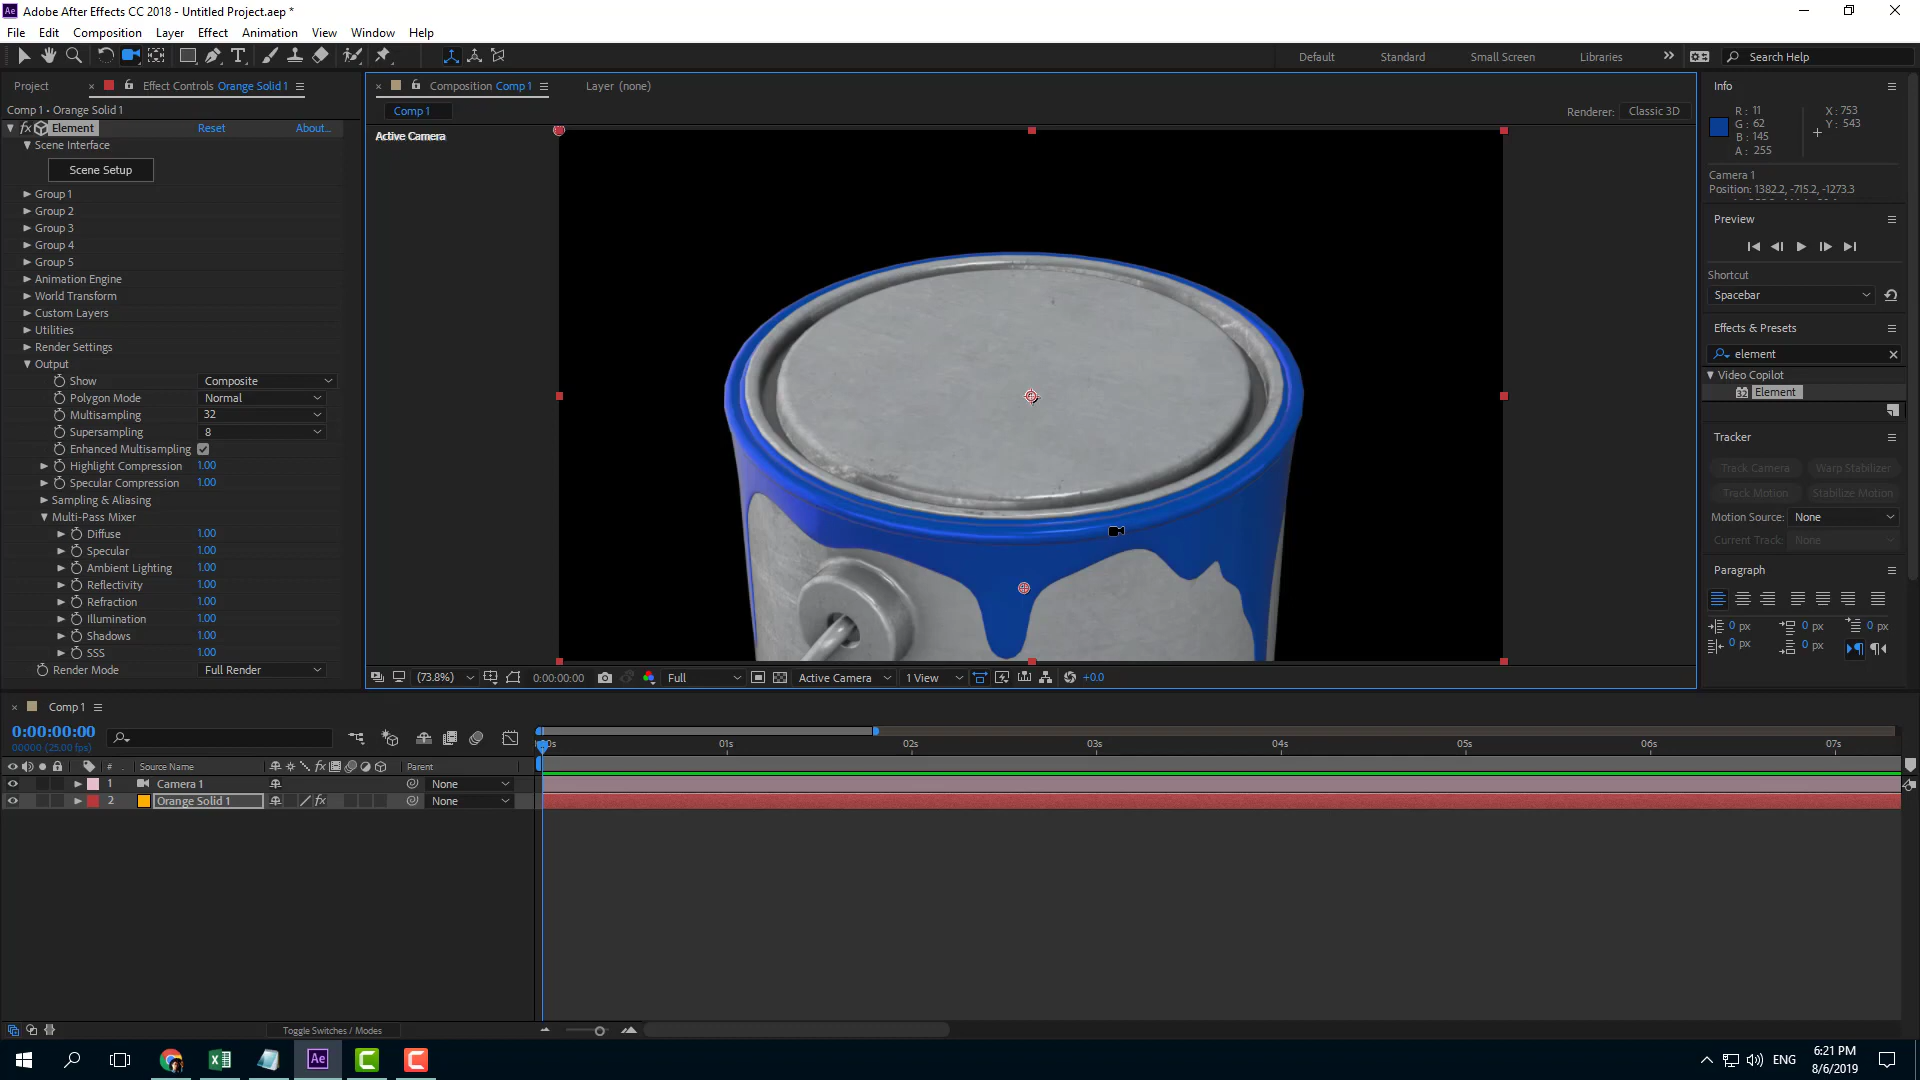 Ae Adobe After Effects CC 2018 - Untitled Project.aep *
File Edit Composition Layer Effect Animation View Window Help
Default Standard Small Screen Libraries Search Help
Project Effect Controls Orange Solid 1
Composition Comp 1 Layer (none)
Comp 1 • Orange Solid 1
Comp 1
Renderer: Classic 3D
Active Camera
fx Element Reset About...
Scene Interface
Scene Setup
Group 1
Group 2
Group 3
Group 4
Group 5
Animation Engine
World Transform
Custom Layers
Utilities
Render Settings
Output
Show Composite
Polygon Mode Normal
Multisampling 32
Supersampling 8
Enhanced Multisampling
Highlight Compression 1.00
Specular Compression 1.00
Sampling & Aliasing
Multi-Pass Mixer
Diffuse 1.00
Specular 1.00
Ambient Lighting 1.00
Reflectivity 1.00
Refraction 1.00
Illumination 1.00
Shadows 1.00
SSS 1.00
Render Mode Full Render
(73.8%) 0:00:00:00 Full Active Camera 1 View +0.0
Info
R : 11 X : 753
G : 62 Y : 543
B : 145
A : 255
Camera 1
Position: 1382.2, -715.2, -1273.3
Preview
Shortcut
Spacebar
Effects & Presets
element
Video Copilot
32 Element
Tracker
Track Camera Warp Stabilizer
Track Motion Stabilize Motion
Motion Source: None
Current Track: None
Paragraph
0 px 0 px 0 px
0 px 0 px
Comp 1
0:00:00:00
00000 (25.00 fps)
01s 02s 03s 04s 05s 06s 07s
# Source Name fx Parent
1 Camera 1 None
2 Orange Solid 1 fx None
Toggle Switches / Modes
Ae ENG 6:21 PM
8/6/2019